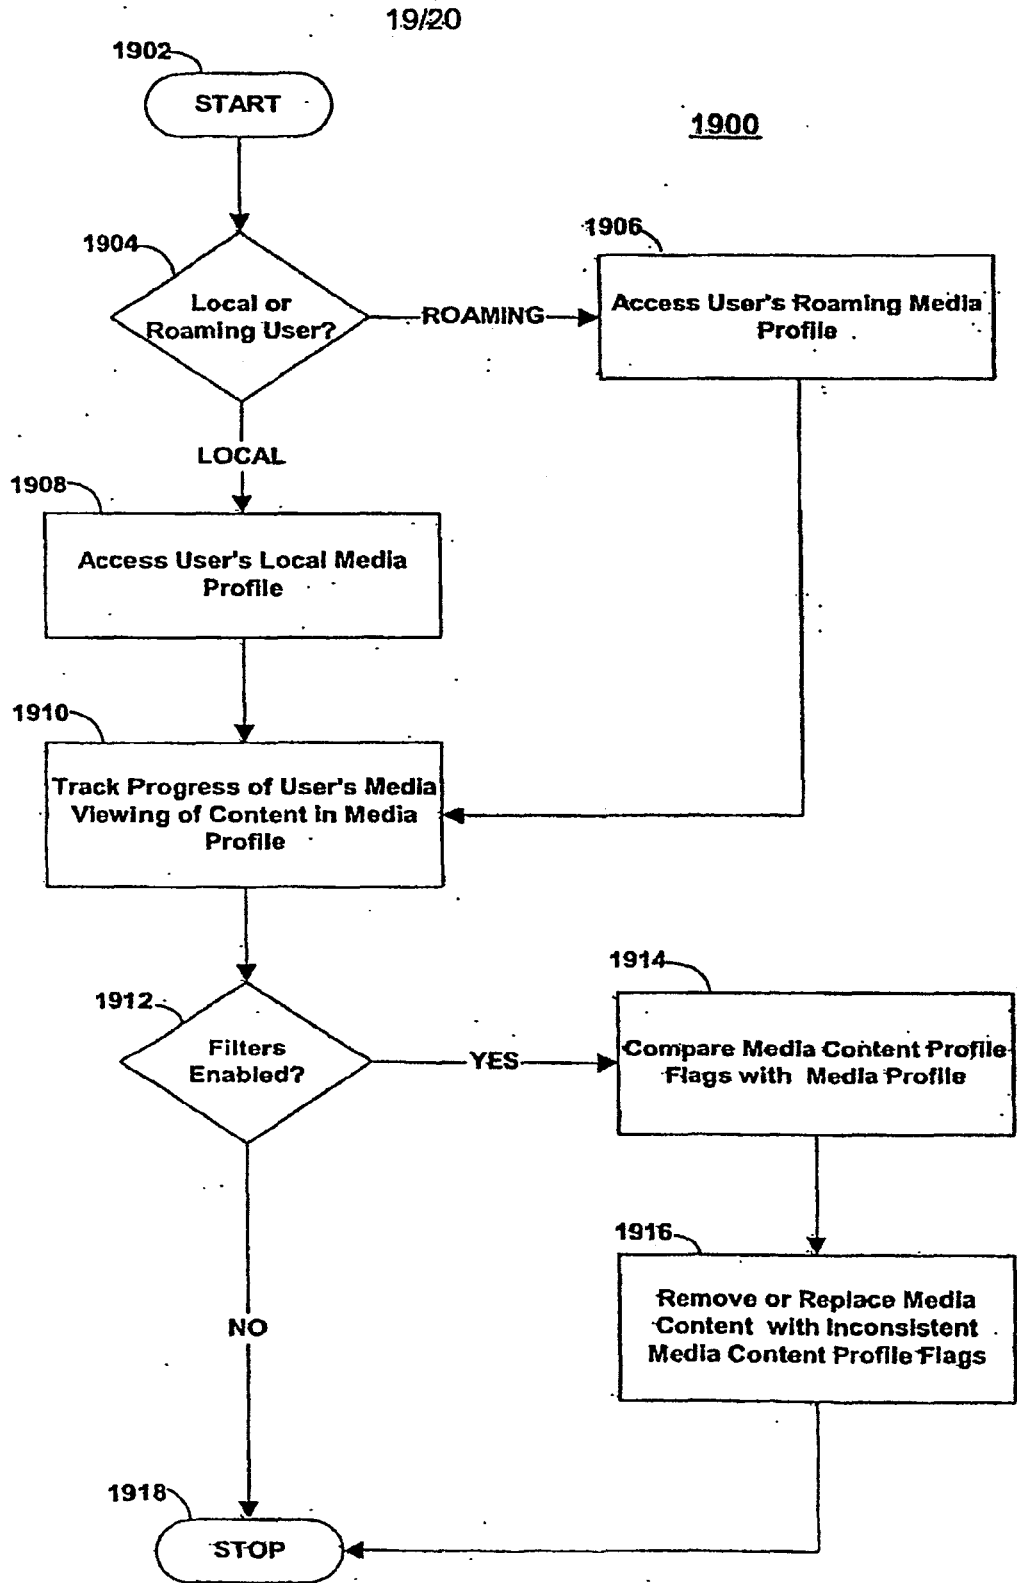 19/20
1902
START
1900
1904
Local or
Roaming User?
ROAMING
1906
Access User's Roaming Media
Profile
LOCAL
1908
Access User's Local Media
Profile
1910
Track Progress of User's Media
Viewing of Content in Media
Profile
1912
Filters
Enabled?
YES
1914
Compare Media Content Profile
Flags with Media Profile
1916
Remove or Replace Media
Content with Inconsistent
Media Content Profile Flags
NO
1918
STOP